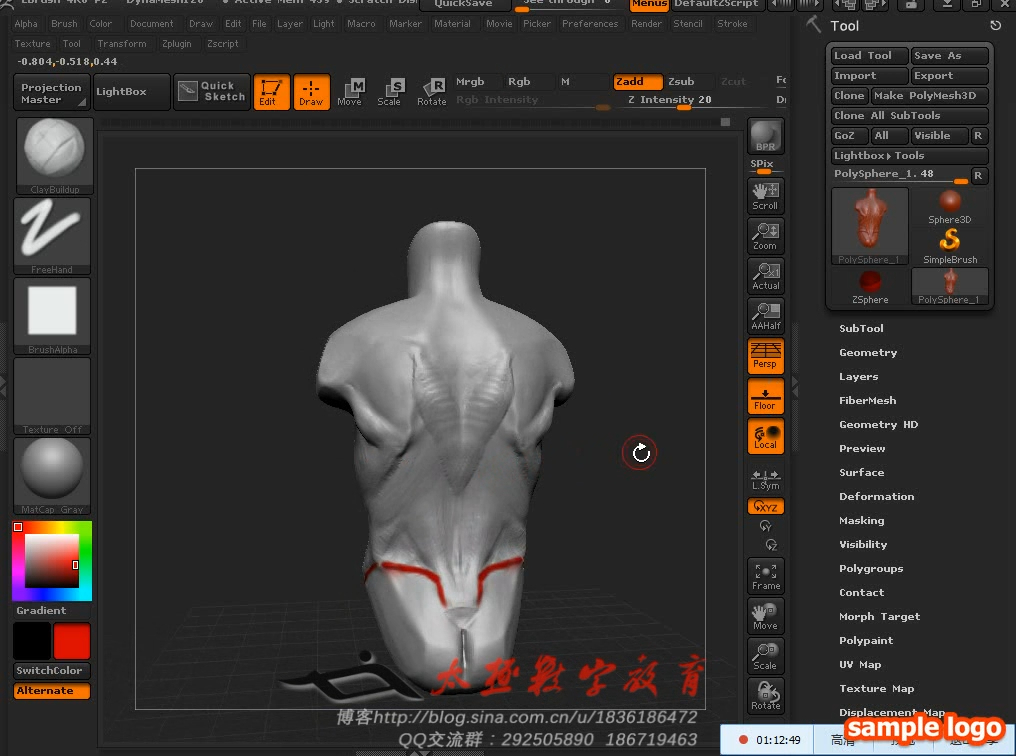 ZBrush 4R6 P2 DynaMesh128 • Active Mem 459 • Scratch Dis
QuickSave See-through 0 Menus DefaultZScript
Alpha Brush Color Document Draw Edit File Layer Light Macro Marker Material Movie Picker Preferences Render Stencil Stroke
Texture Tool Transform Zplugin Zscript
-0.804,-0.518,0.44
Projection Master
LightBox
Quick Sketch
Edit
Draw
Move
Scale
Rotate
Mrgb Rgb M Zadd Zsub Zcut
Rgb Intensity Z Intensity 20
ClayBuildup
FreeHand
BrushAlpha
Texture Off
MatCap Gray
Gradient
SwitchColor
Alternate
BPR
SPix
Scroll
Zoom
Actual
AAHalf
Persp
Floor
Local
L.Sym
XYZ
Y
Z
Frame
Move
Scale
Rotate
Tool
Load Tool Save As
Import Export
Clone Make PolyMesh3D
Clone All SubTools
GoZ All Visible R
Lightbox▸Tools
PolySphere_1. 48 R
PolySphere_1
Sphere3D
SimpleBrush
ZSphere
PolySphere_1
SubTool
Geometry
Layers
FiberMesh
Geometry HD
Preview
Surface
Deformation
Masking
Visibility
Polygroups
Contact
Morph Target
Polypaint
UV Map
Texture Map
Displacement Map
太极数字教育
博客http://blog.sina.com.cn/u/1836186472
QQ交流群：292505890 186719463
01:12:49
高清
sample logo